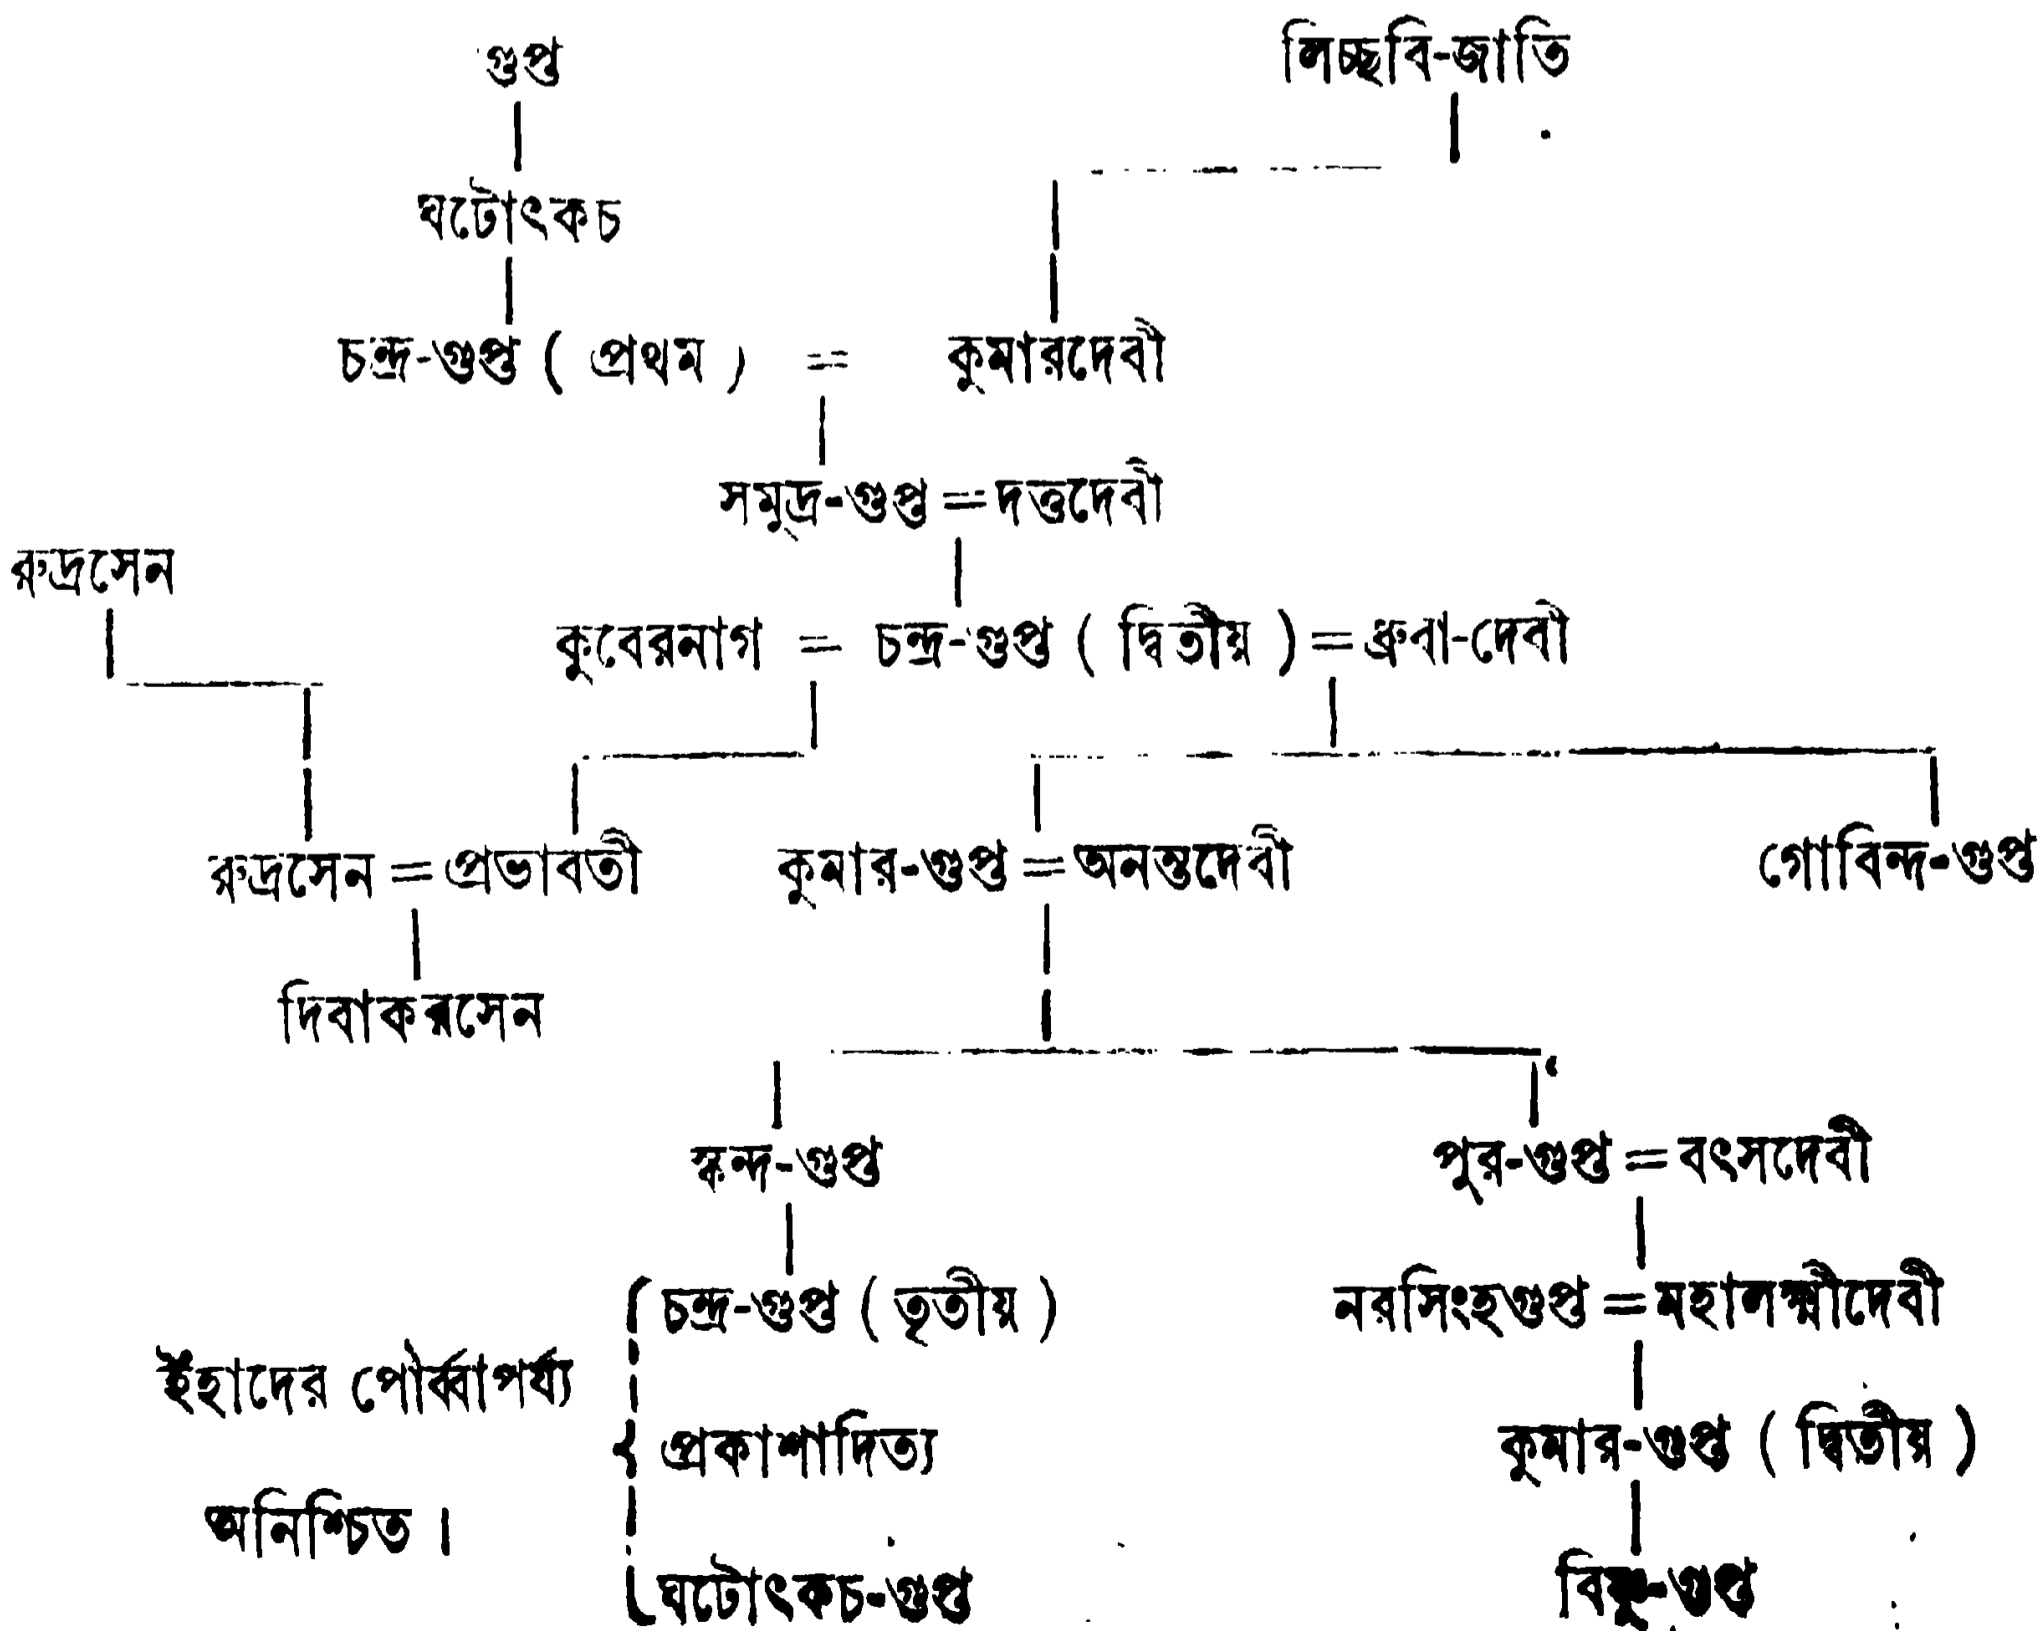 গুপ্ত লিচ্ছবি-জাতি
ঘটোৎকচ
চন্দ্র-গুপ্ত ( প্রথম ) = কুমারদেবী
সমুদ্র-গুপ্ত = দত্তদেবী
রুদ্রসেন
কুবেরনাগ = চন্দ্র-গুপ্ত ( দ্বিতীয় ) = ধ্রুবা-দেবী
রুদ্রসেন = প্রভাবতী কুমার-গুপ্ত = অনন্তদেবী গোবিন্দ-গুপ্ত
দিবাকরসেন
স্কন্দ-গুপ্ত পুর-গুপ্ত = বৎসদেবী
চন্দ্র-গুপ্ত ( তৃতীয় ) নরসিংহগুপ্ত = মহালক্ষ্মীদেবী
ইঁহাদের পৌর্ব্বাপর্য্য
প্রকাশাদিত্য কুমার-গুপ্ত ( দ্বিতীয় )
অনিশ্চিত ।
ঘটোৎকচ-গুপ্ত বিষ্ণু-গুপ্ত